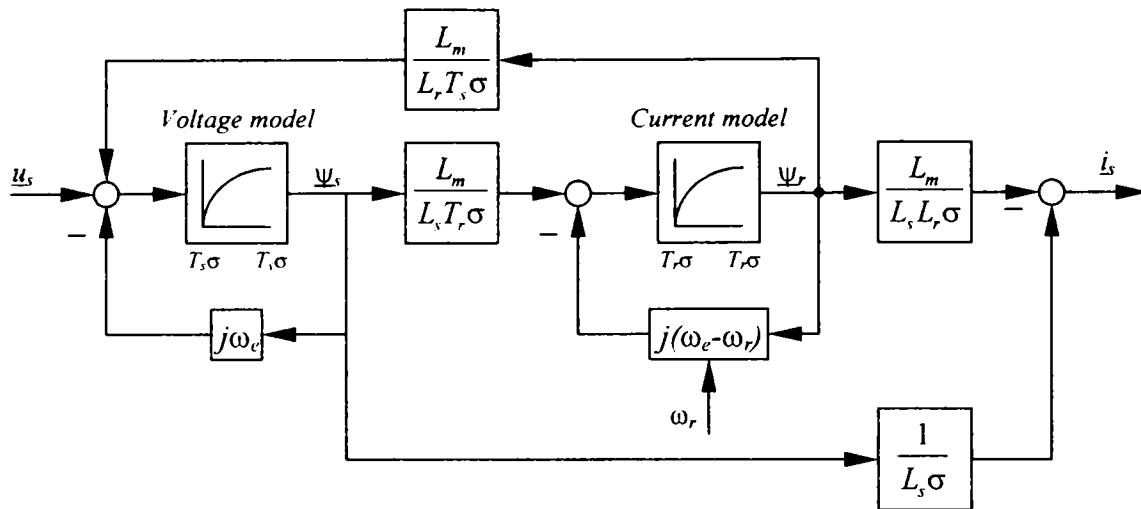 L_m
L_r T_s σ
Voltage model
Current model
u_s
ψ_s
L_m
L_s T_r σ
ψ_r
L_m
L_s L_r σ
i_s
−
−
−
T_s σ T_s σ
T_r σ T_r σ
jω_e
j(ω_e-ω_r)
ω_r
1
L_s σ